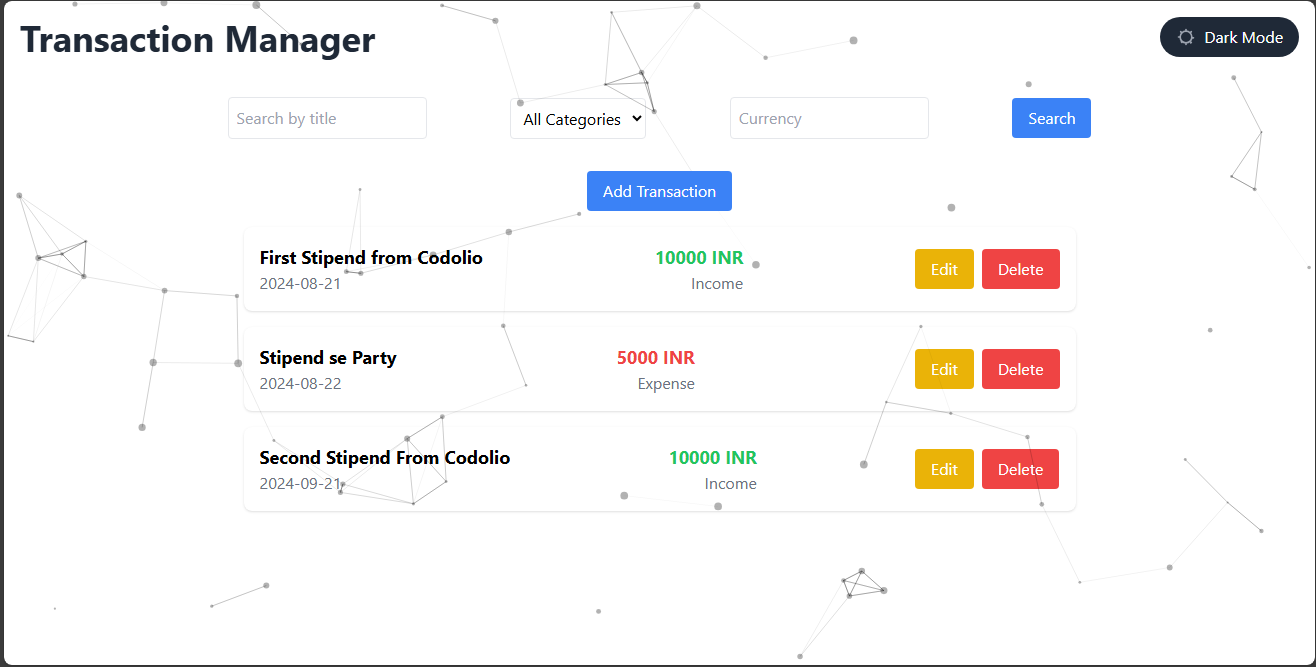 Transaction Manager
Dark Mode
Search by title
All Categories
Currency
Search
Add Transaction
First Stipend from Codolio
10000 INR
2024-08-21
Income
Edit
Delete
Stipend se Party
5000 INR
2024-08-22
Expense
Edit
Delete
Second Stipend From Codolio
10000 INR
2024-09-21
Income
Edit
Delete